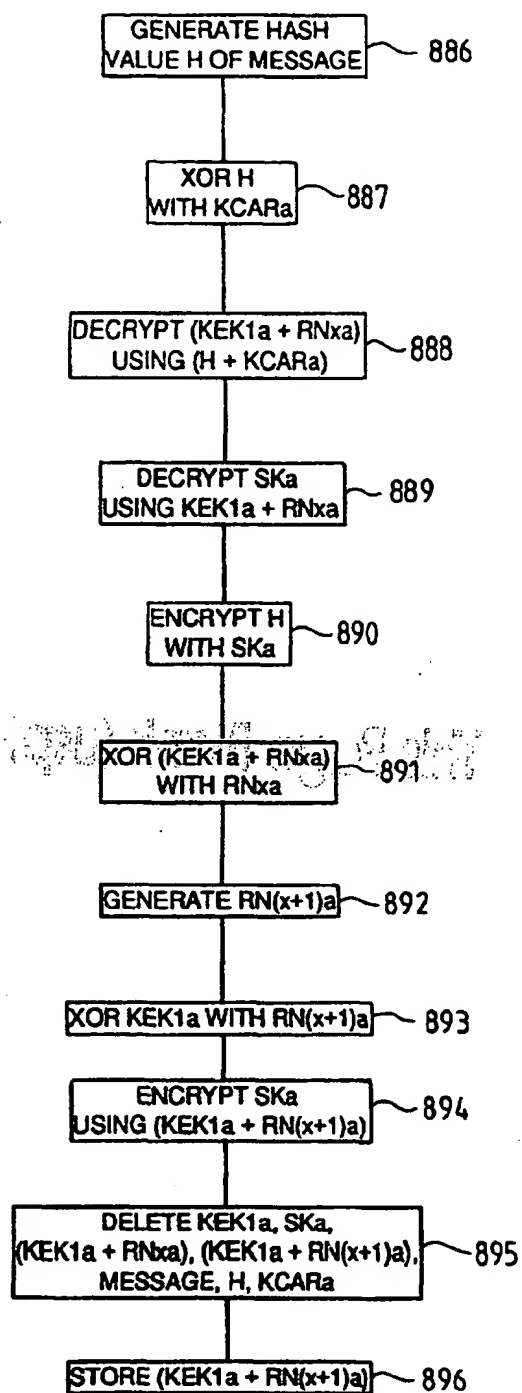 GENERATE HASH
VALUE H OF MESSAGE
886
XOR H
WITH KCARa
887
DECRYPT (KEK1a + RNxa)
USING (H + KCARa)
888
DECRYPT SKa
USING KEK1a + RNxa
889
ENCRYPT H
WITH SKa
890
XOR (KEK1a + RNxa)
WITH RNxa
891
GENERATE RN(x+1)a
892
XOR KEK1a WITH RN(x+1)a
893
ENCRYPT SKa
USING (KEK1a + RN(x+1)a)
894
DELETE KEK1a, SKa,
(KEK1a + RNxa), (KEK1a + RN(x+1)a),
MESSAGE, H, KCARa
895
STORE (KEK1a + RN(x+1)a)
896